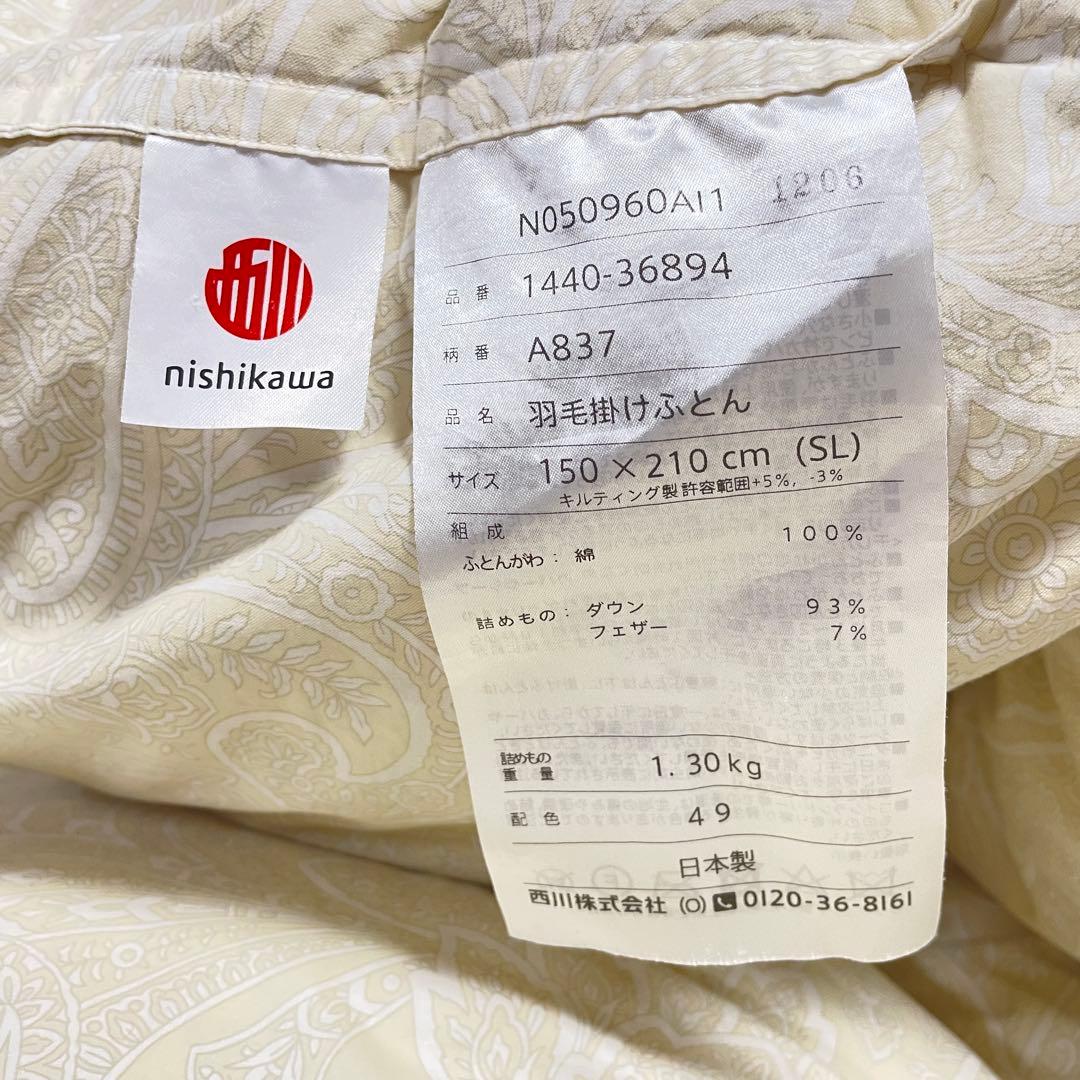 西川
nishikawa
N050960AI1 1206
品番 1440-36894
柄番 A837
品名 羽毛掛けふとん
サイズ 150×210cm (SL)
キルティング製許容範囲+5%, -3%
組成
ふとんがわ: 綿 100%
詰めもの: ダウン 93%
フェザー 7%
詰めもの重量 1.30kg
配色 49
日本製
西川株式会社 (O) 0120-36-8161